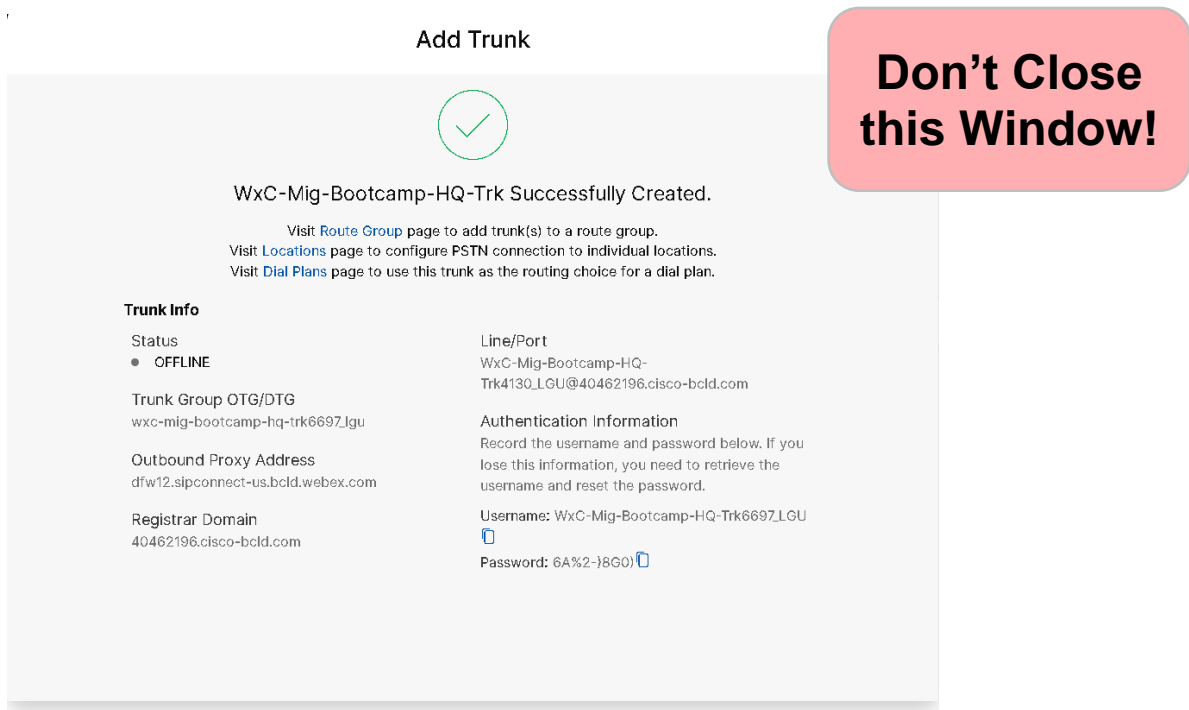 Add Trunk
Don't Close
this Window!
WxC-Mig-Bootcamp-HQ-Trk Successfully Created.
Visit Route Group page to add trunk(s) to a route group.
Visit Locations page to configure PSTN connection to individual locations.
Visit Dial Plans page to use this trunk as the routing choice for a dial plan.
Trunk Info
Status
OFFLINE
Trunk Group OTG/DTG
wxc-mig-bootcamp-hq-trk6697_lgu
Outbound Proxy Address
dfw12.sipconnect-us.bcld.webex.com
Registrar Domain
40462196.cisco-bcld.com
Line/Port
WxC-Mig-Bootcamp-HQ-
Trk4130_LGU@40462196.cisco-bcld.com
Authentication Information
Record the username and password below. If you
lose this information, you need to retrieve the
username and reset the password.
Username: WxC-Mig-Bootcamp-HQ-Trk6697_LGU
Password: 6A%2-}8G0)